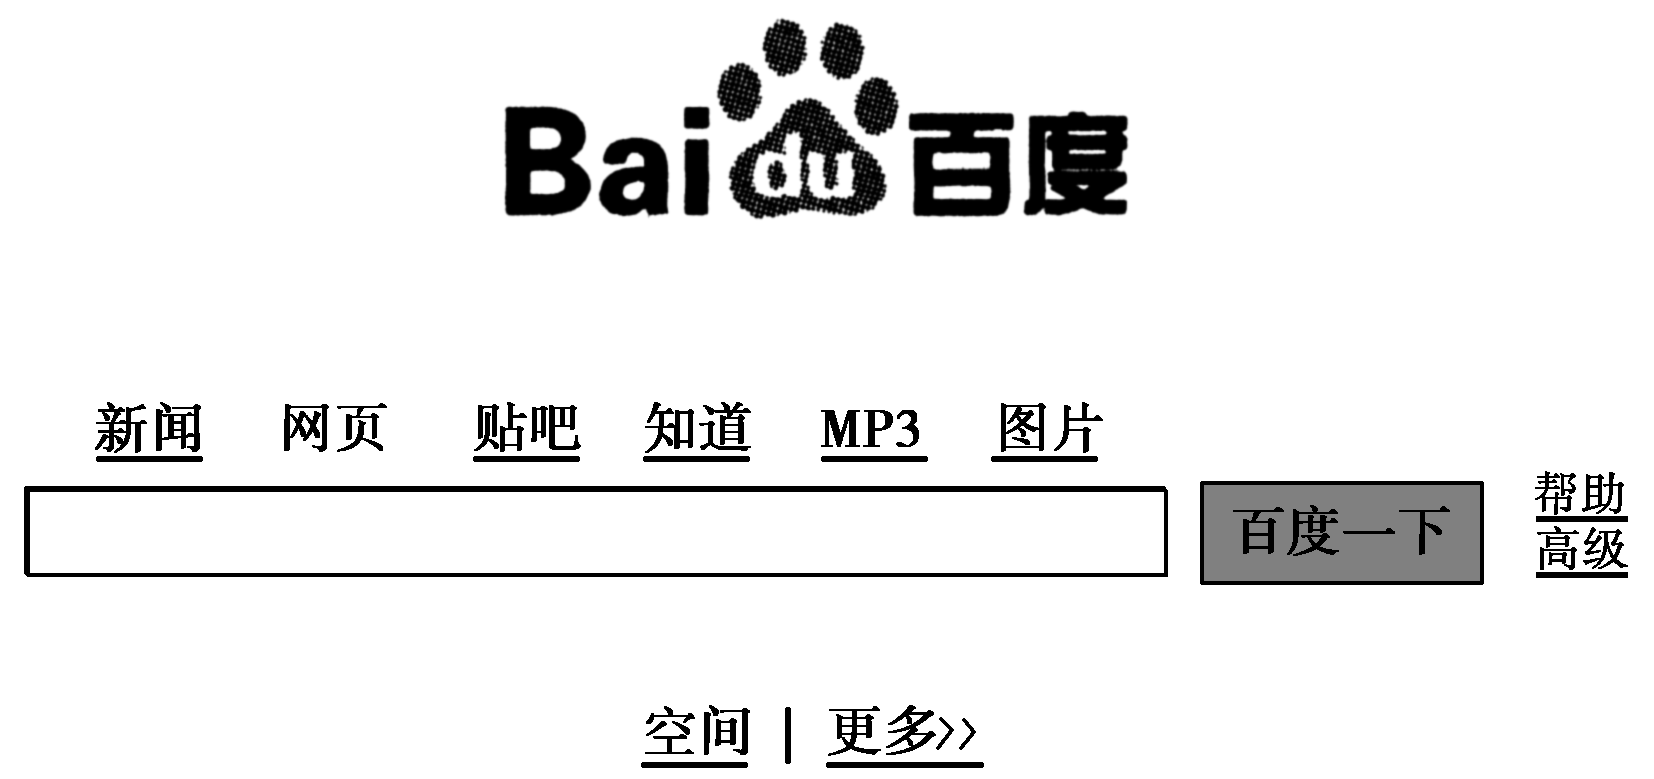 Baidu百度
新闻 网页 贴吧 知道 MP3 图片
百度一下
帮助
高级
空间 | 更多>>